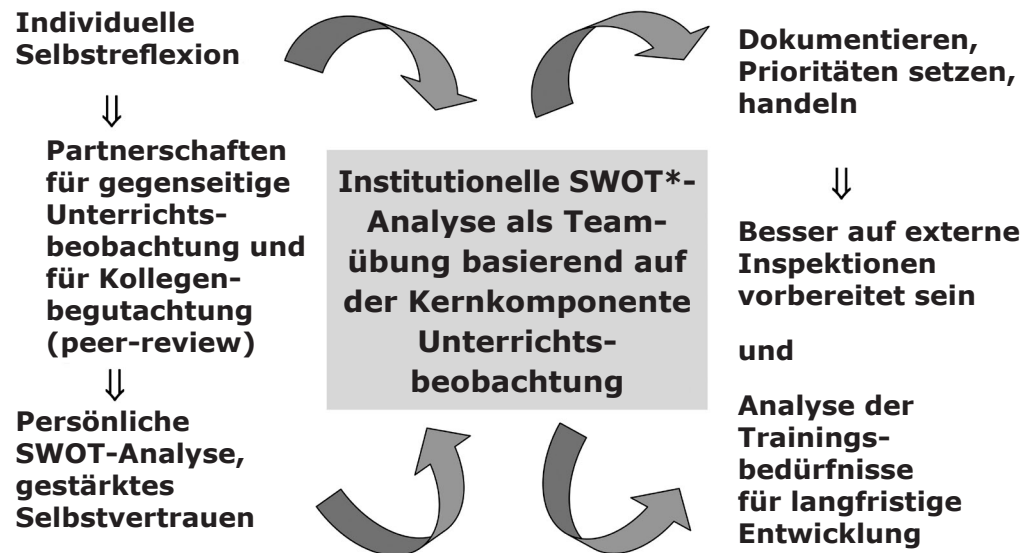 Individuelle
Selbstreflexion
⇓
Partnerschaften
für gegenseitige
Unterrichts-
beobachtung und
für Kollegen-
begutachtung
(peer-review)
⇓
Persönliche
SWOT-Analyse,
gestärktes
Selbstvertrauen
Institutionelle SWOT*-
Analyse als Team-
übung basierend auf
der Kernkomponente
Unterrichts-
beobachtung
Dokumentieren,
Prioritäten setzen,
handeln
⇓
Besser auf externe
Inspektionen
vorbereitet sein
und
Analyse der
Trainings-
bedürfnisse
für langfristige
Entwicklung